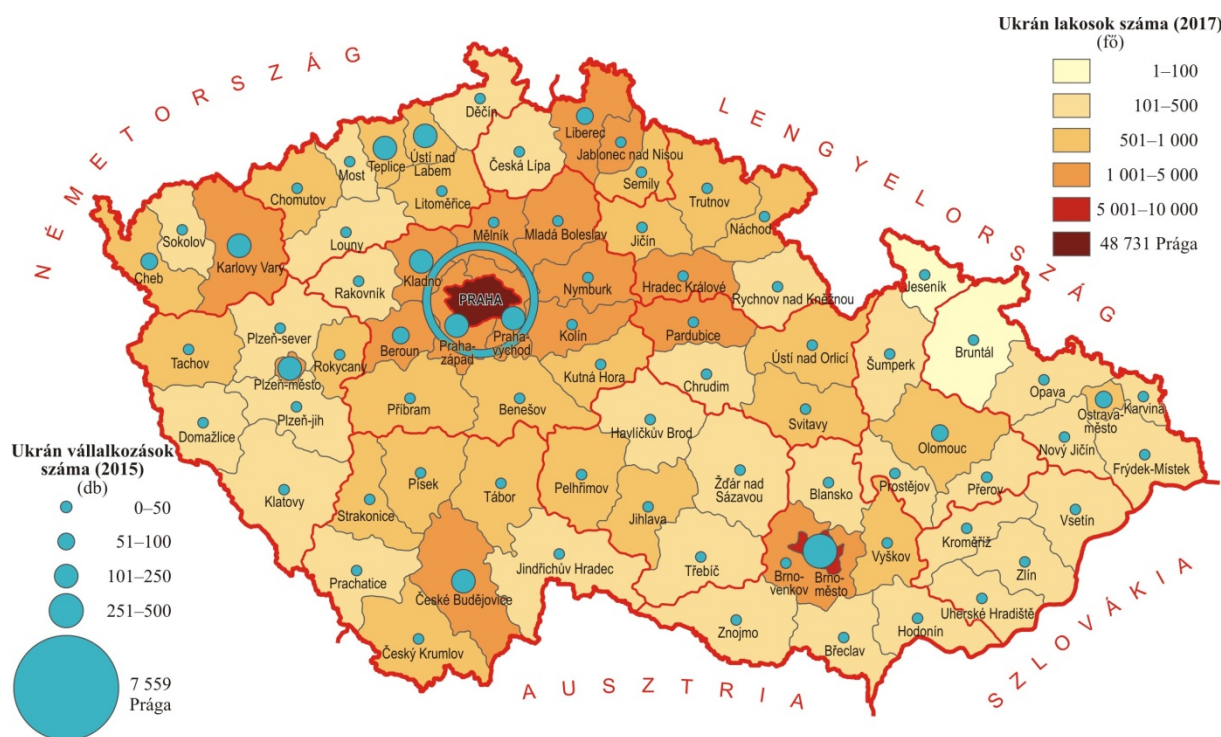 Ukrán lakosok száma (2017)
(fő)
1–100
101–500
501–1 000
1 001–5 000
5 001–10 000
48 731 Prága
NÉMETORSZÁG
LENGYELORSZÁG
SZLOVÁKIA
AUSZTRIA
Děčín
Liberec
Jablonec nad Nisou
Teplice
Ústí nad
Labem
Most
Česká Lípa
Semily
Chomutov
Litoměřice
Trutnov
Náchod
Sokolov
Louny
Mělník
Mladá Boleslav
Jičín
Cheb
Karlovy Vary
Kladno
Rakovník
PRAHA
Nymburk
Hradec Králové
Rychnov nad Kněžnou
Jeseník
Plzeň-sever
Beroun
Praha-
západ
Praha-
východ
Kolín
Pardubice
Bruntál
Tachov
Rokycany
Plzeň-město
Kutná Hora
Chrudim
Ústí nad Orlicí
Šumperk
Opava
Karviná
Ostrava-
město
Plzeň-jih
Příbram
Benešov
Havlíčkův Brod
Svitavy
Olomouc
Nový Jičín
Frýdek-Místek
Domažlice
Klatovy
Strakonice
Písek
Tábor
Pelhřimov
Jihlava
Žďár nad
Sázavou
Blansko
Prostějov
Přerov
Vsetín
Prachatice
České Budějovice
Jindřichův Hradec
Třebíč
Brno-
venkov
Brno-
město
Vyškov
Kroměříž
Zlín
Uherské Hradiště
Český Krumlov
Znojmo
Břeclav
Hodonín
Ukrán vállalkozások
száma (2015)
(db)
0–50
51–100
101–250
251–500
7 559
Prága